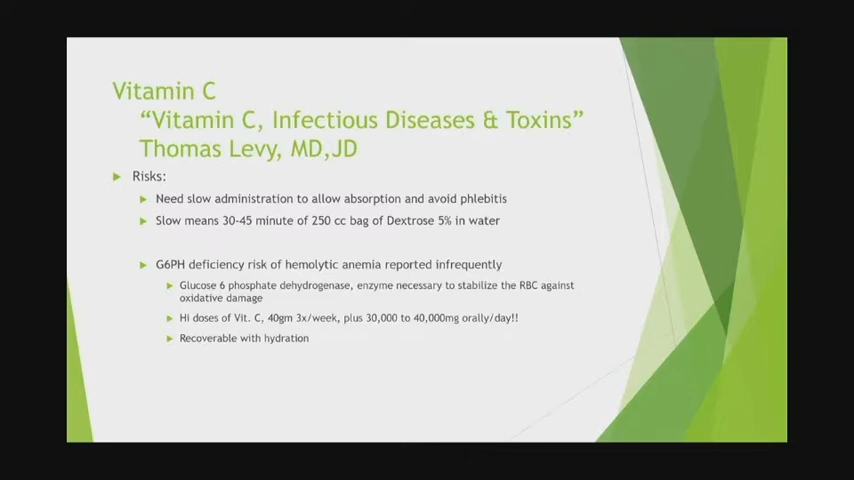 Vitamin C
"Vitamin C, Infectious Diseases & Toxins"
Thomas Levy, MD,JD
Risks:
Need slow administration to allow absorption and avoid phlebitis
Slow means 30-45 minute of 250 cc bag of Dextrose 5% in water
G6PH deficiency risk of hemolytic anemia reported infrequently
Glucose 6 phosphate dehydrogenase, enzyme necessary to stabilize the RBC against
oxidative damage
Hi doses of Vit. C, 40gm 3x/week, plus 30,000 to 40,000mg orally/day!!
Recoverable with hydration